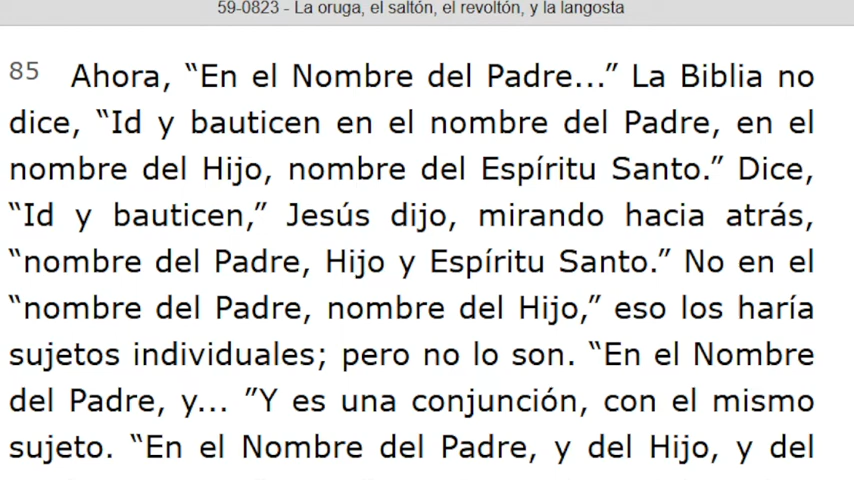 59-0823 - La oruga, el saltón, el revoltón, y la langosta
85 Ahora, “En el Nombre del Padre...” La Biblia no
dice, “Id y bauticen en el nombre del Padre, en el
nombre del Hijo, nombre del Espíritu Santo.” Dice,
“Id y bauticen,” Jesús dijo, mirando hacia atrás,
“nombre del Padre, Hijo y Espíritu Santo.” No en el
“nombre del Padre, nombre del Hijo,” eso los haría
sujetos individuales; pero no lo son. “En el Nombre
del Padre, y... ”Y es una conjunción, con el mismo
sujeto. “En el Nombre del Padre, y del Hijo, y del